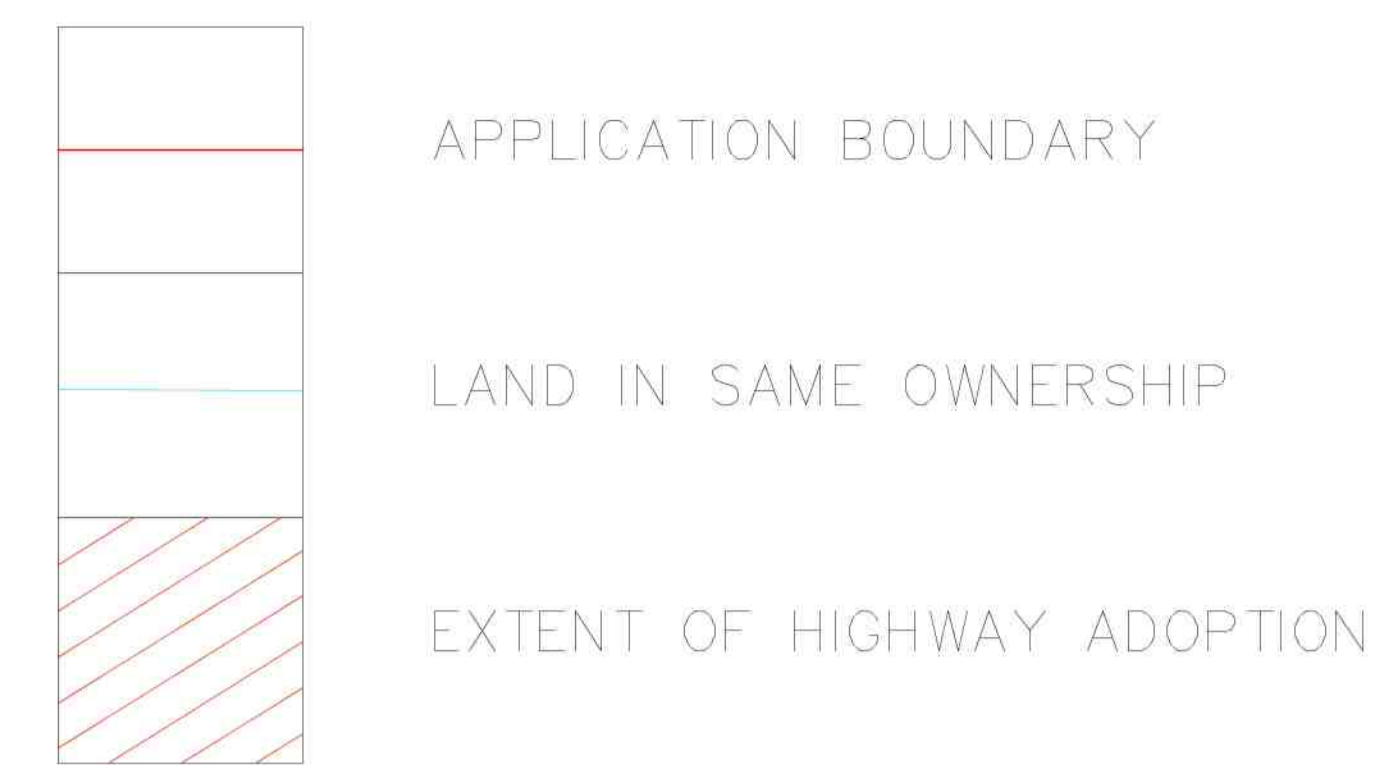 APPLICATION BOUNDARY
LAND IN SAME OWNERSHIP
EXTENT OF HIGHWAY ADOPTION